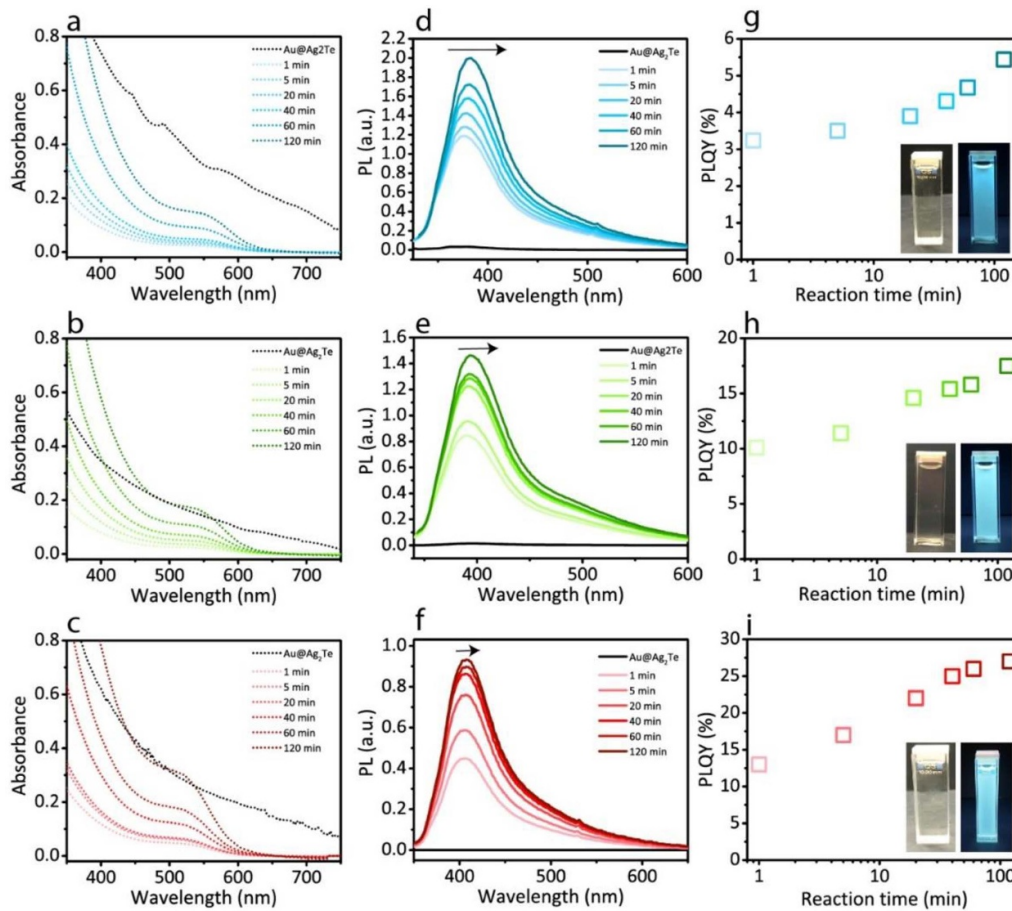 a
0.8
0.6
0.4
0.2
0.0
Absorbance
400 500 600 700
Wavelength (nm)
Au@Ag2Te
1 min
5 min
20 min
40 min
60 min
120 min
d
2.2
2.0
1.8
1.6
1.4
1.2
1.0
0.8
0.6
0.4
0.2
0.0
PL (a.u.)
400 500 600
Wavelength (nm)
Au@Ag₂Te
1 min
5 min
20 min
40 min
60 min
120 min
g
6
5
4
3
2
1
0
PLQY (%)
1 10 100
Reaction time (min)
b
0.8
0.6
0.4
0.2
0.0
Absorbance
400 500 600 700
Wavelength (nm)
Au@Ag₂Te
1 min
5 min
20 min
40 min
60 min
120 min
e
1.6
1.4
1.2
1.0
0.8
0.6
0.4
0.2
0.0
PL (a.u.)
400 500 600
Wavelength (nm)
Au@Ag2Te
1 min
5 min
20 min
40 min
60 min
120 min
h
20
15
10
5
0
PLQY (%)
1 10 100
Reaction time (min)
c
0.8
0.6
0.4
0.2
0.0
Absorbance
400 500 600 700
Wavelength (nm)
Au@Ag₂Te
1 min
5 min
20 min
40 min
60 min
120 min
f
1.0
0.8
0.6
0.4
0.2
0.0
PL (a.u.)
400 500 600
Wavelength (nm)
Au@Ag₂Te
1 min
5 min
20 min
40 min
60 min
120 min
i
30
25
20
15
10
5
0
PLQY (%)
1 10 100
Reaction time (min)